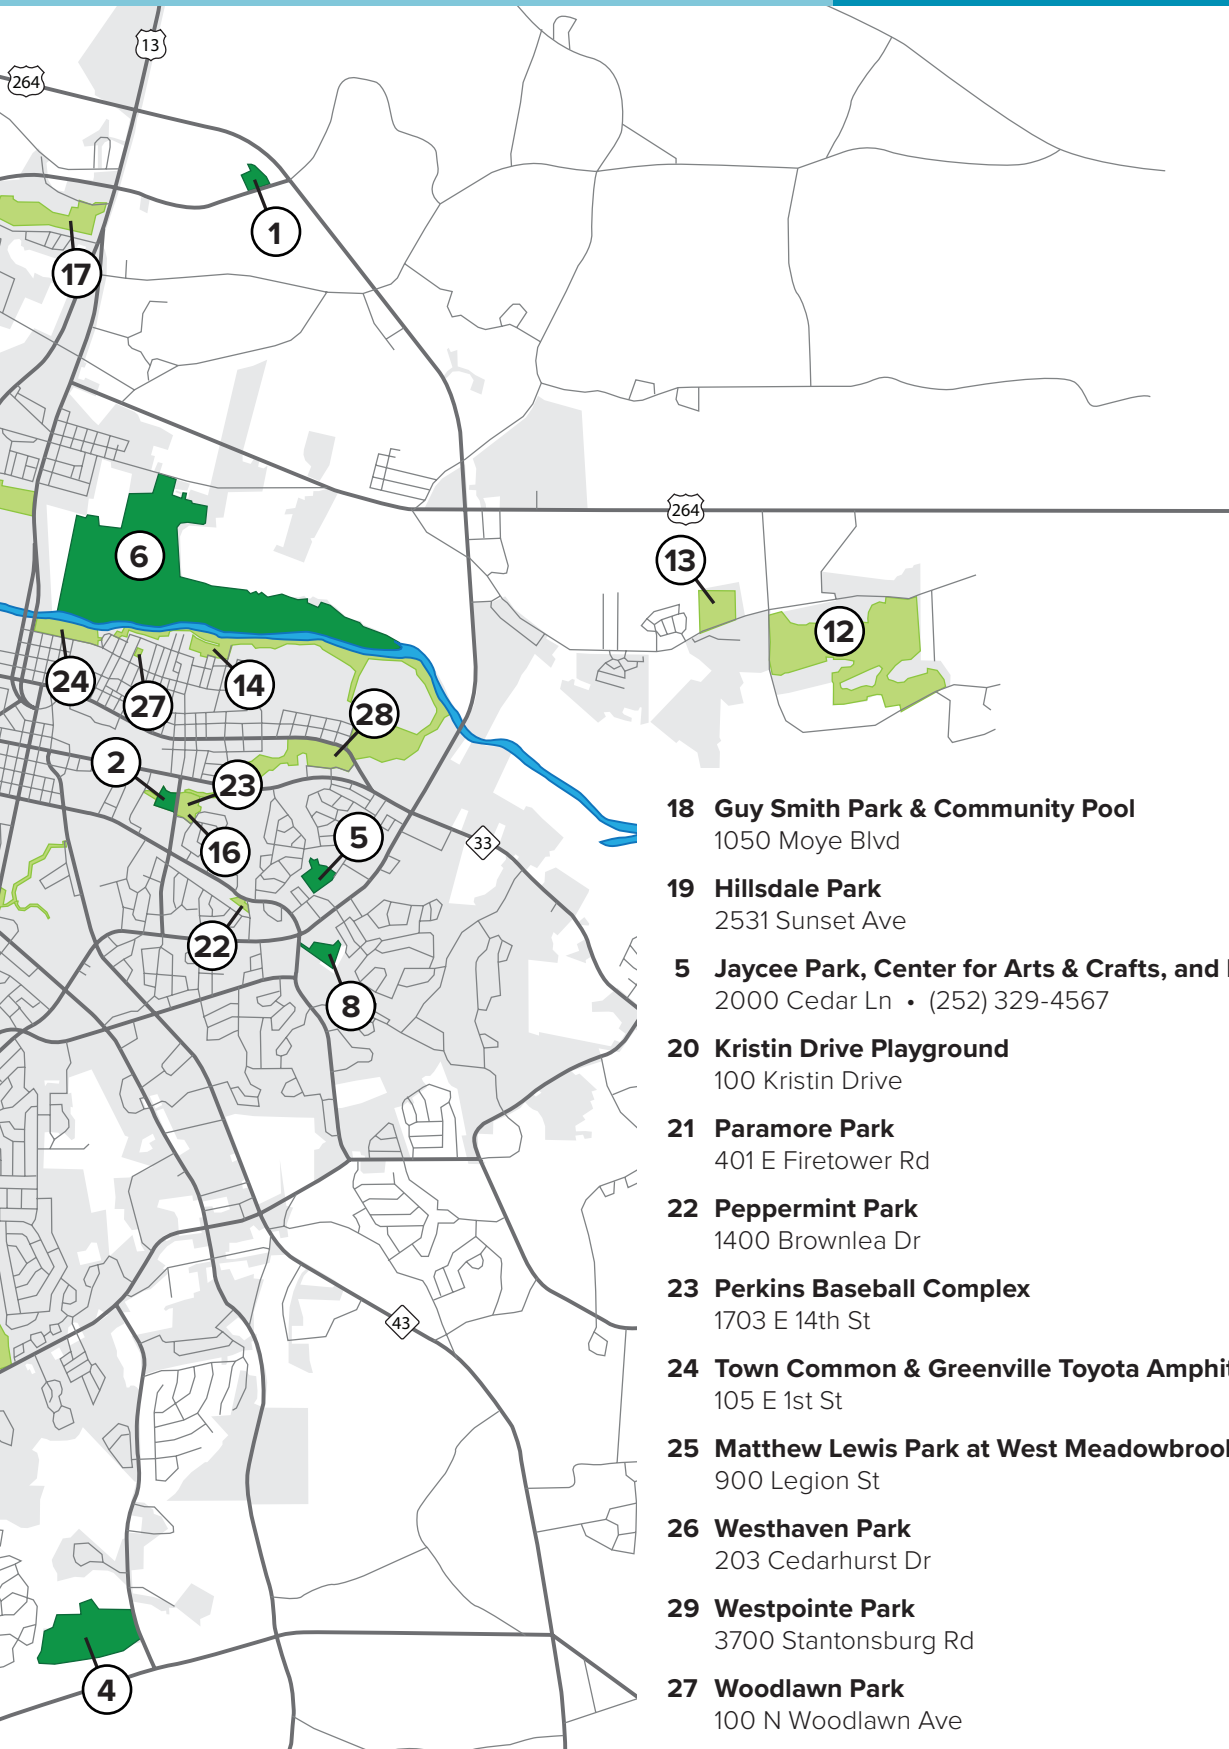 13
264
1
17
6
264
13
12
24
27
14
28
2
23
16
5
33
22
8
43
4
18 Guy Smith Park & Community Pool
1050 Moye Blvd
19 Hillsdale Park
2531 Sunset Ave
5 Jaycee Park, Center for Arts & Crafts, and
2000 Cedar Ln • (252) 329-4567
20 Kristin Drive Playground
100 Kristin Drive
21 Paramore Park
401 E Firetower Rd
22 Peppermint Park
1400 Brownlea Dr
23 Perkins Baseball Complex
1703 E 14th St
24 Town Common & Greenville Toyota
105 E 1st St
25 Matthew Lewis Park at West Meadowbrook
900 Legion St
26 Westhaven Park
203 Cedarhurst Dr
29 Westpointe Park
3700 Stantonsburg Rd
27 Woodlawn Park
100 N Woodlawn Ave